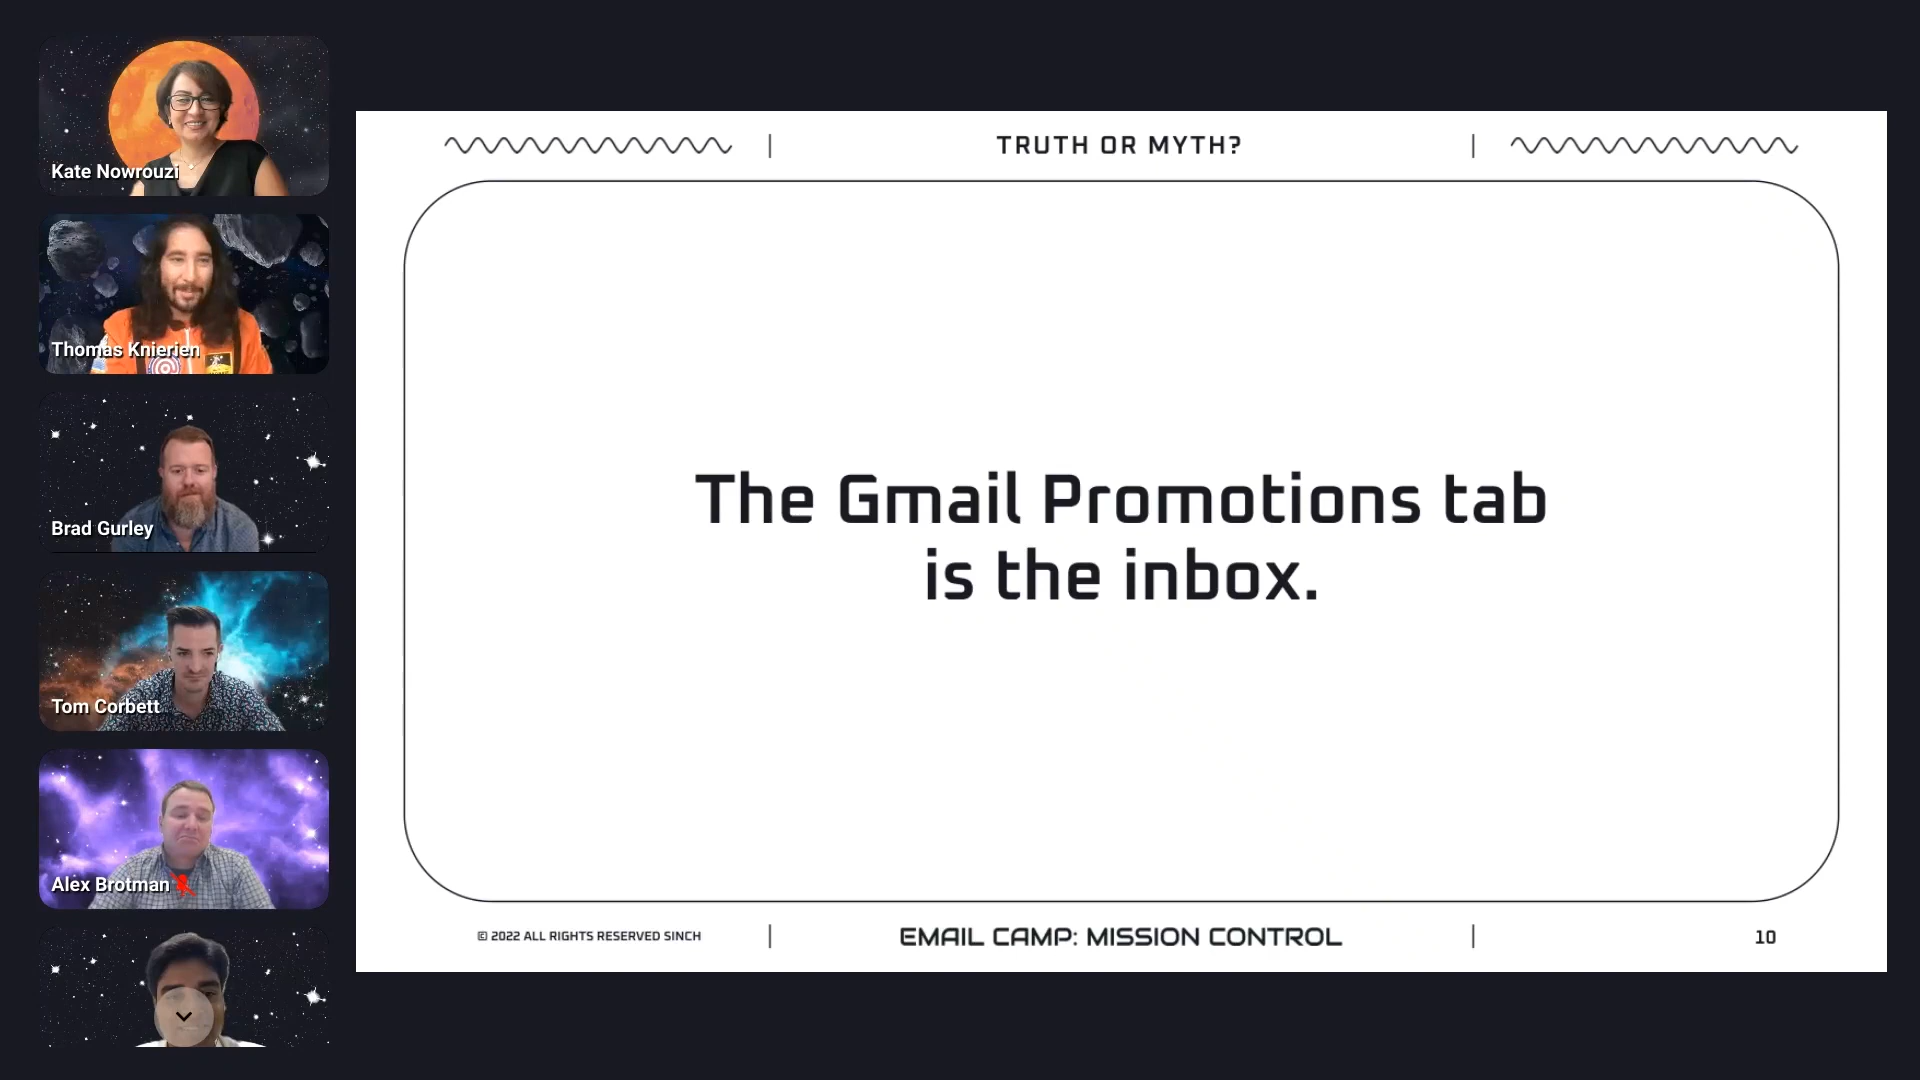 Kate Nowrouzi
Thomas Knierien
Brad Gurley
Tom Corbett
Alex Brotman
TRUTH OR MYTH?
The Gmail Promotions tab
is the inbox.
© 2022 ALL RIGHTS RESERVED SINCH
EMAIL CAMP: MISSION CONTROL
10